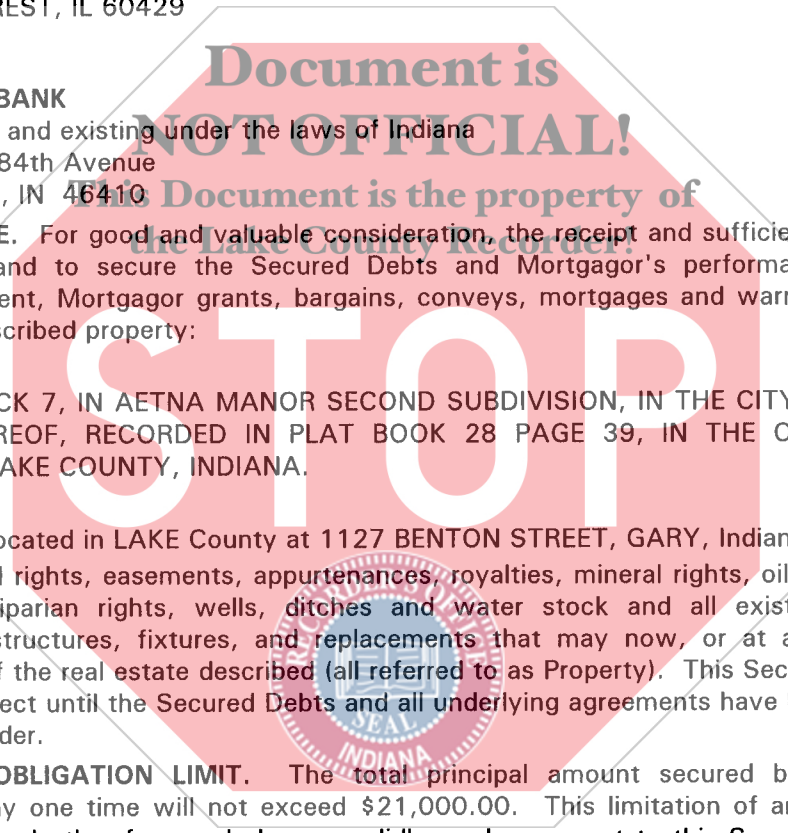 REST, IL 60429
Document is
BANK
and existing under the laws of Indiana
NOT OFFICIAL!
84th Avenue
, IN 46410
This Document is the property of
the Lake County Recorder!
E. For good and valuable consideration, the receipt and sufficie
and to secure the Secured Debts and Mortgagor's performa
ent, Mortgagor grants, bargains, conveys, mortgages and warr
scribed property:
STOP
CK 7, IN AETNA MANOR SECOND SUBDIVISION, IN THE CITY
REOF, RECORDED IN PLAT BOOK 28 PAGE 39, IN THE O
AKE COUNTY, INDIANA.
ocated in LAKE County at 1127 BENTON STREET, GARY, Indian
l rights, easements, appurtenances, royalties, mineral rights, oil
iparian rights, wells, ditches and water stock and all exist
structures, fixtures, and replacements that may now, or at a
f the real estate described (all referred to as Property). This Sec
ect until the Secured Debts and all underlying agreements have
der.
RECORDER'S OFFICE
SEAL
INDIANA
OBLIGATION LIMIT. The total principal amount secured b
ny one time will not exceed $21,000.00. This limitation of a